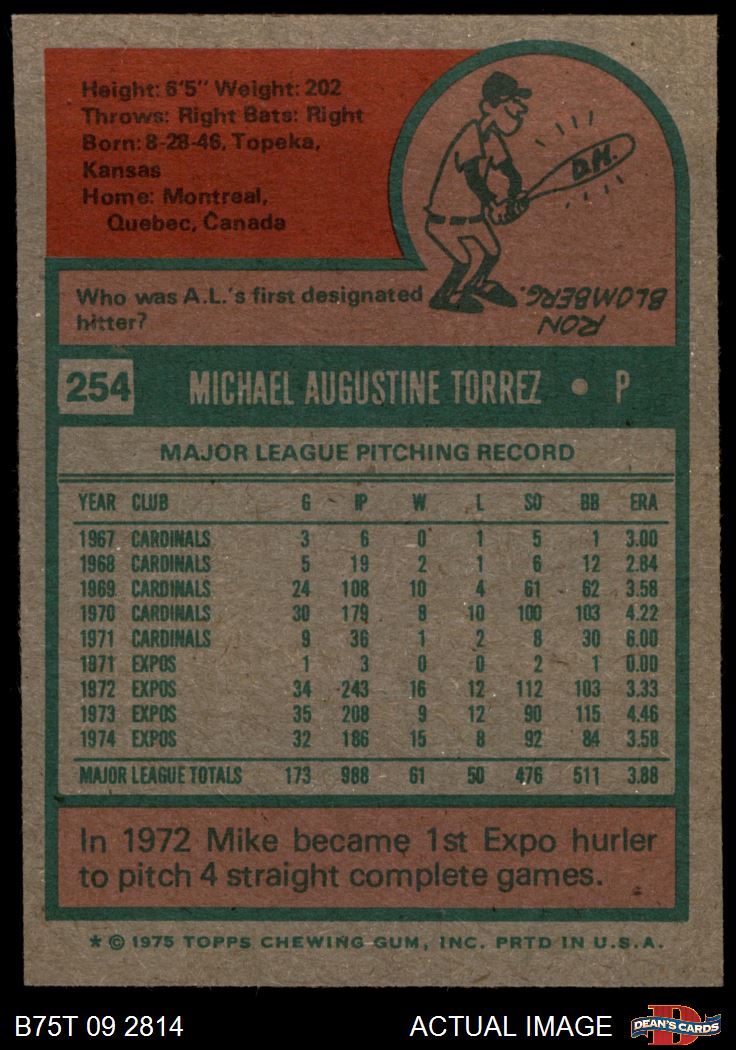 Height: 6'5" Weight: 202
Throws: Right Bats: Right
Born: 8-28-46, Topeka,
Kansas
Home: Montreal,
Quebec, Canada
D.H.
Who was A.L.'s first designated
hitter?
RON
BLOMBERG.
254 MICHAEL AUGUSTINE TORREZ • P
MAJOR LEAGUE PITCHING RECORD
YEAR CLUB G IP W L SO BB ERA
1967 CARDINALS 3 6 0 1 5 1 3.00
1968 CARDINALS 5 19 2 1 6 12 2.84
1969 CARDINALS 24 108 10 4 61 62 3.58
1970 CARDINALS 30 179 8 10 100 103 4.22
1971 CARDINALS 9 36 1 2 8 30 6.00
1971 EXPOS 1 3 0 0 2 1 0.00
1972 EXPOS 34 243 16 12 112 103 3.33
1973 EXPOS 35 208 9 12 90 115 4.46
1974 EXPOS 32 186 15 8 92 84 3.58
MAJOR LEAGUE TOTALS 173 988 61 50 476 511 3.88
In 1972 Mike became 1st Expo hurler
to pitch 4 straight complete games.
* © 1975 TOPPS CHEWING GUM, INC. PRTD IN U.S.A.
B75T 09 2814 ACTUAL IMAGE DEAN'S CARDS